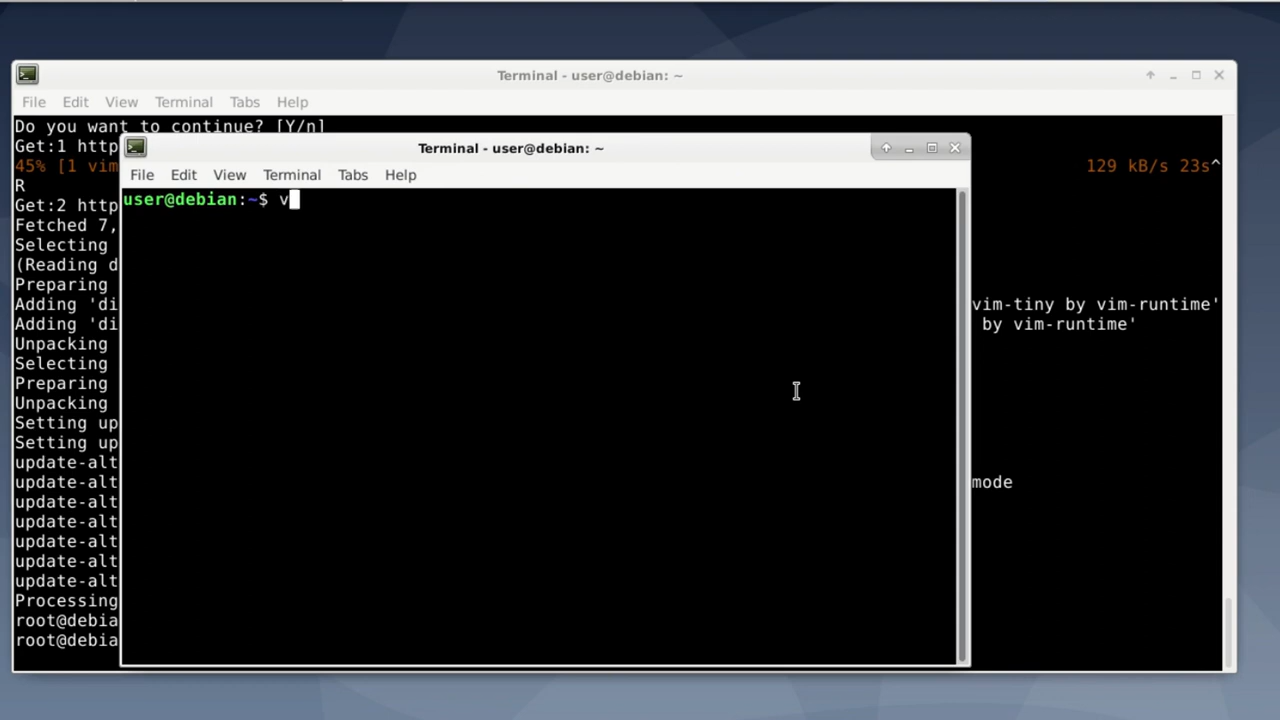 Terminal - user@debian: ~
File Edit View Terminal Tabs Help
Do you want to continue? [Y/n]
Get:1 http
45% [1 vim 129 kB/s 23s^
R
Get:2 http
Fetched 7,
Selecting
(Reading d
Preparing
Adding 'di vim-tiny by vim-runtime'
Adding 'di by vim-runtime'
Unpacking
Selecting
Preparing
Unpacking
Setting up
Setting up
update-alt
update-alt mode
update-alt
update-alt
update-alt
update-alt
update-alt
Processing
root@debia
root@debia
Terminal - user@debian: ~
File Edit View Terminal Tabs Help
user@debian:~$ v